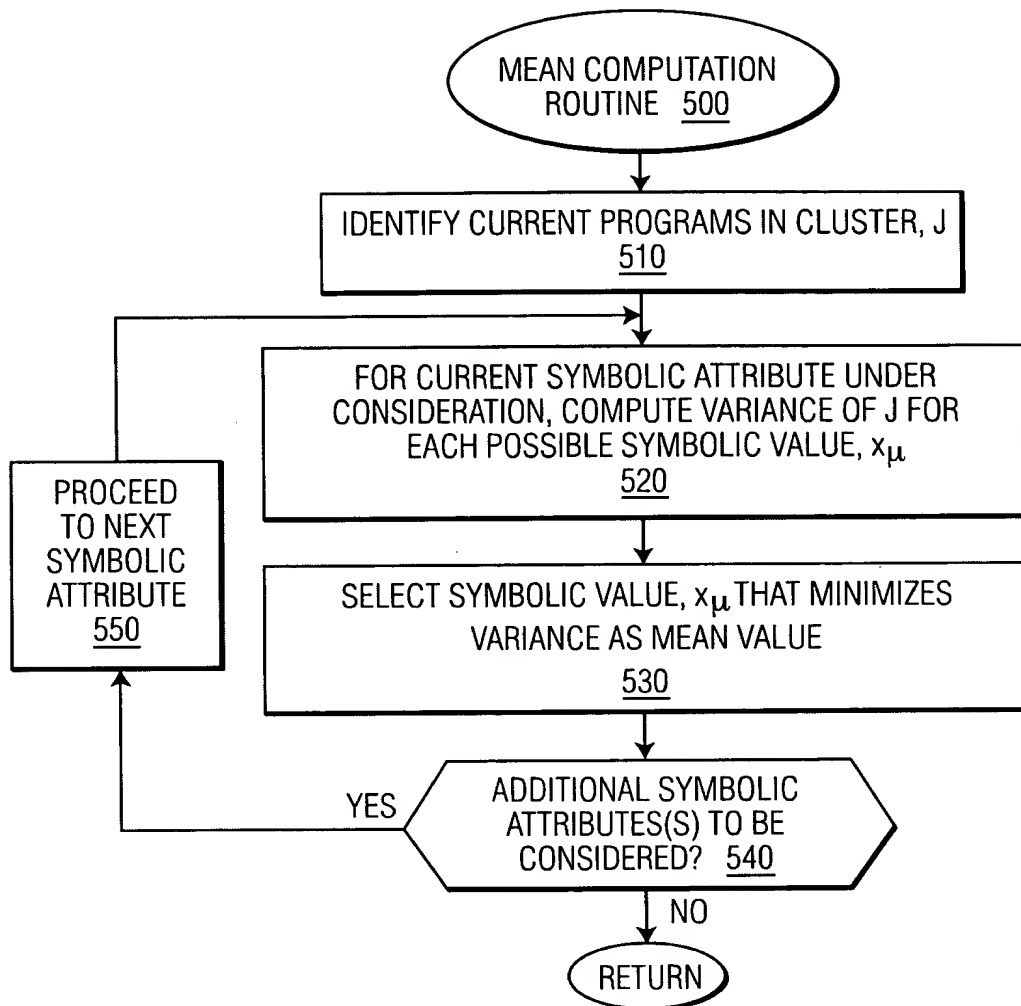 MEAN COMPUTATION
ROUTINE 500
IDENTIFY CURRENT PROGRAMS IN CLUSTER, J
510
FOR CURRENT SYMBOLIC ATTRIBUTE UNDER
CONSIDERATION, COMPUTE VARIANCE OF J FOR
EACH POSSIBLE SYMBOLIC VALUE, xμ
520
PROCEED
TO NEXT
SYMBOLIC
ATTRIBUTE
550
SELECT SYMBOLIC VALUE, xμ THAT MINIMIZES
VARIANCE AS MEAN VALUE
530
YES
ADDITIONAL SYMBOLIC
ATTRIBUTES(S) TO BE
CONSIDERED? 540
NO
RETURN